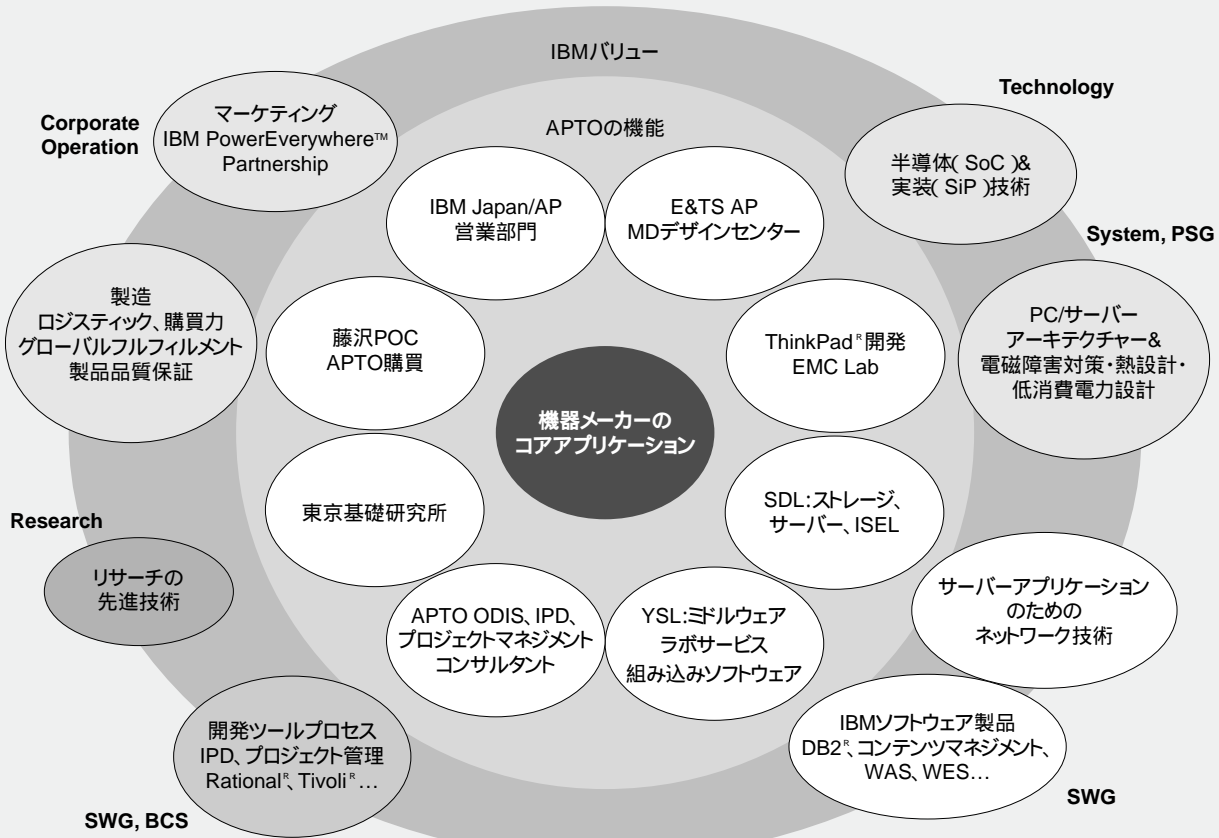 IBMバリュー
APTOの機能
Corporate
Operation
マーケティング
IBM PowerEverywhere™
Partnership
Technology
半導体(SoC)&
実装(SiP)技術
IBM Japan/AP
営業部門
E&TS AP
MDデザインセンター
System, PSG
製造
ロジスティック、購買力
グローバルフルフィルメント
製品品質保証
藤沢POC
APTO購買
ThinkPad®開発
EMC Lab
PC/サーバー
アーキテクチャー&
電磁障害対策・熱設計・
低消費電力設計
機器メーカーの
コアアプリケーション
Research
リサーチの
先進技術
東京基礎研究所
SDL:ストレージ、
サーバー、ISEL
サーバーアプリケーション
のための
ネットワーク技術
APTO ODIS、IPD、
プロジェクトマネジメント
コンサルタント
YSL:ミドルウェア
ラボサービス
組み込みソフトウェア
開発ツールプロセス
IPD、プロジェクト管理
Rational®、Tivoli®…
SWG, BCS
IBMソフトウェア製品
DB2®、コンテンツマネジメント、
WAS、WES…
SWG